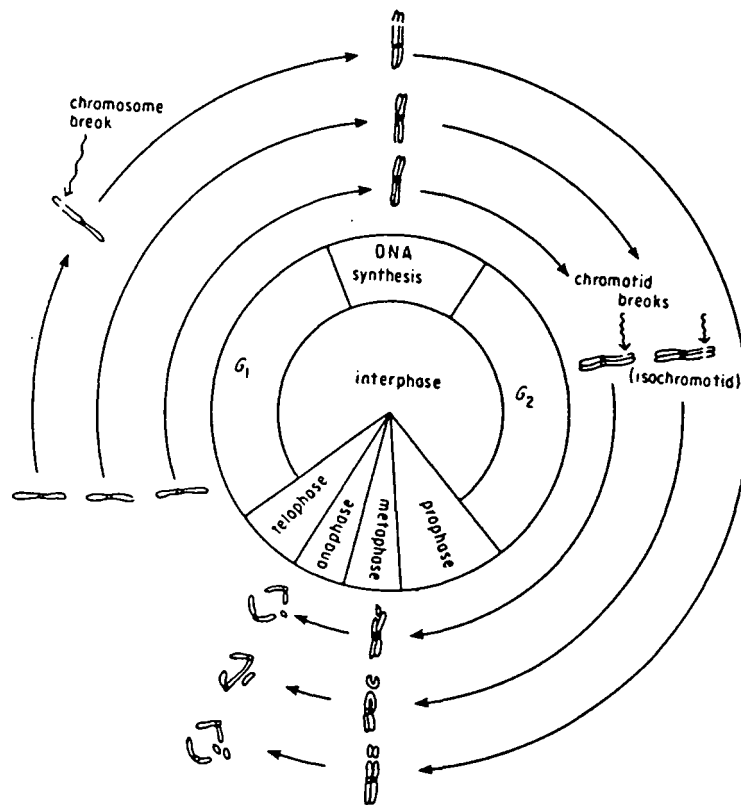 chromosome
break
DNA
synthesis
chromatid
breaks
(isochromatid)
G1
interphase
G2
telophase
anaphase
metaphase
prophase